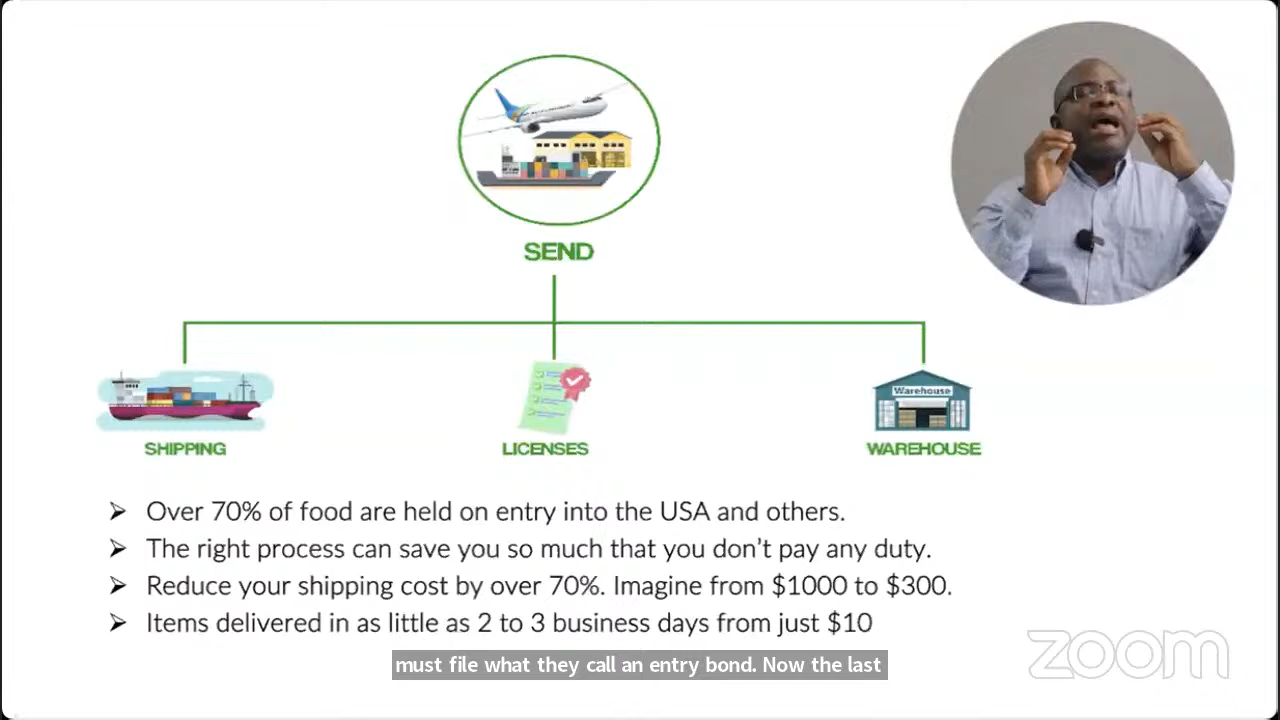 SEND
SHIPPING
LICENSES
Warehouse
WAREHOUSE
Over 70% of food are held on entry into the USA and others.
The right process can save you so much that you don't pay any duty.
Reduce your shipping cost by over 70%. Imagine from $1000 to $300.
Items delivered in as little as 2 to 3 business days from just $10
must file what they call an entry bond. Now the last
zoom